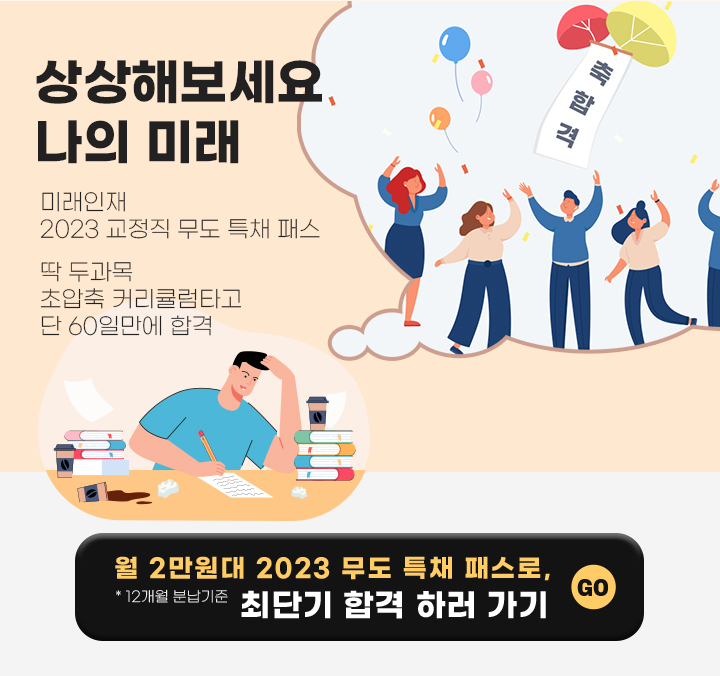 상상해보세요
나의 미래
미래인재
2023 교정직 무도 특채 패스
딱 두과목
초압축 커리큘럼타고
단 60일만에 합격
축합격
월 2만원대 2023 무도 특채 패스로,
* 12개월 분납기준 최단기 합격 하러 가기
GO